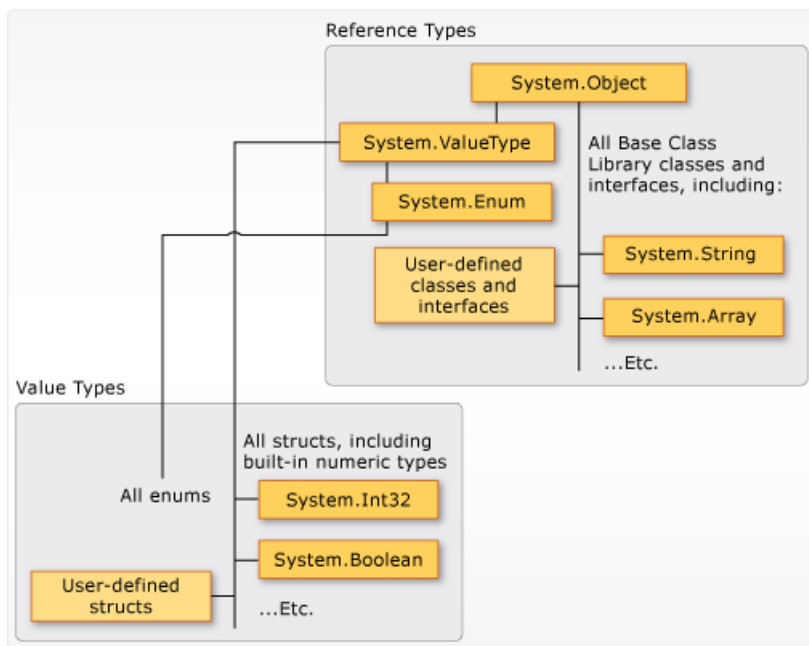 Reference Types
System.Object
System.ValueType
All Base Class
Library classes and
interfaces, including:
System.Enum
System.String
User-defined
classes and
interfaces
System.Array
...Etc.
Value Types
All structs, including
built-in numeric types
All enums
System.Int32
System.Boolean
User-defined
structs
...Etc.